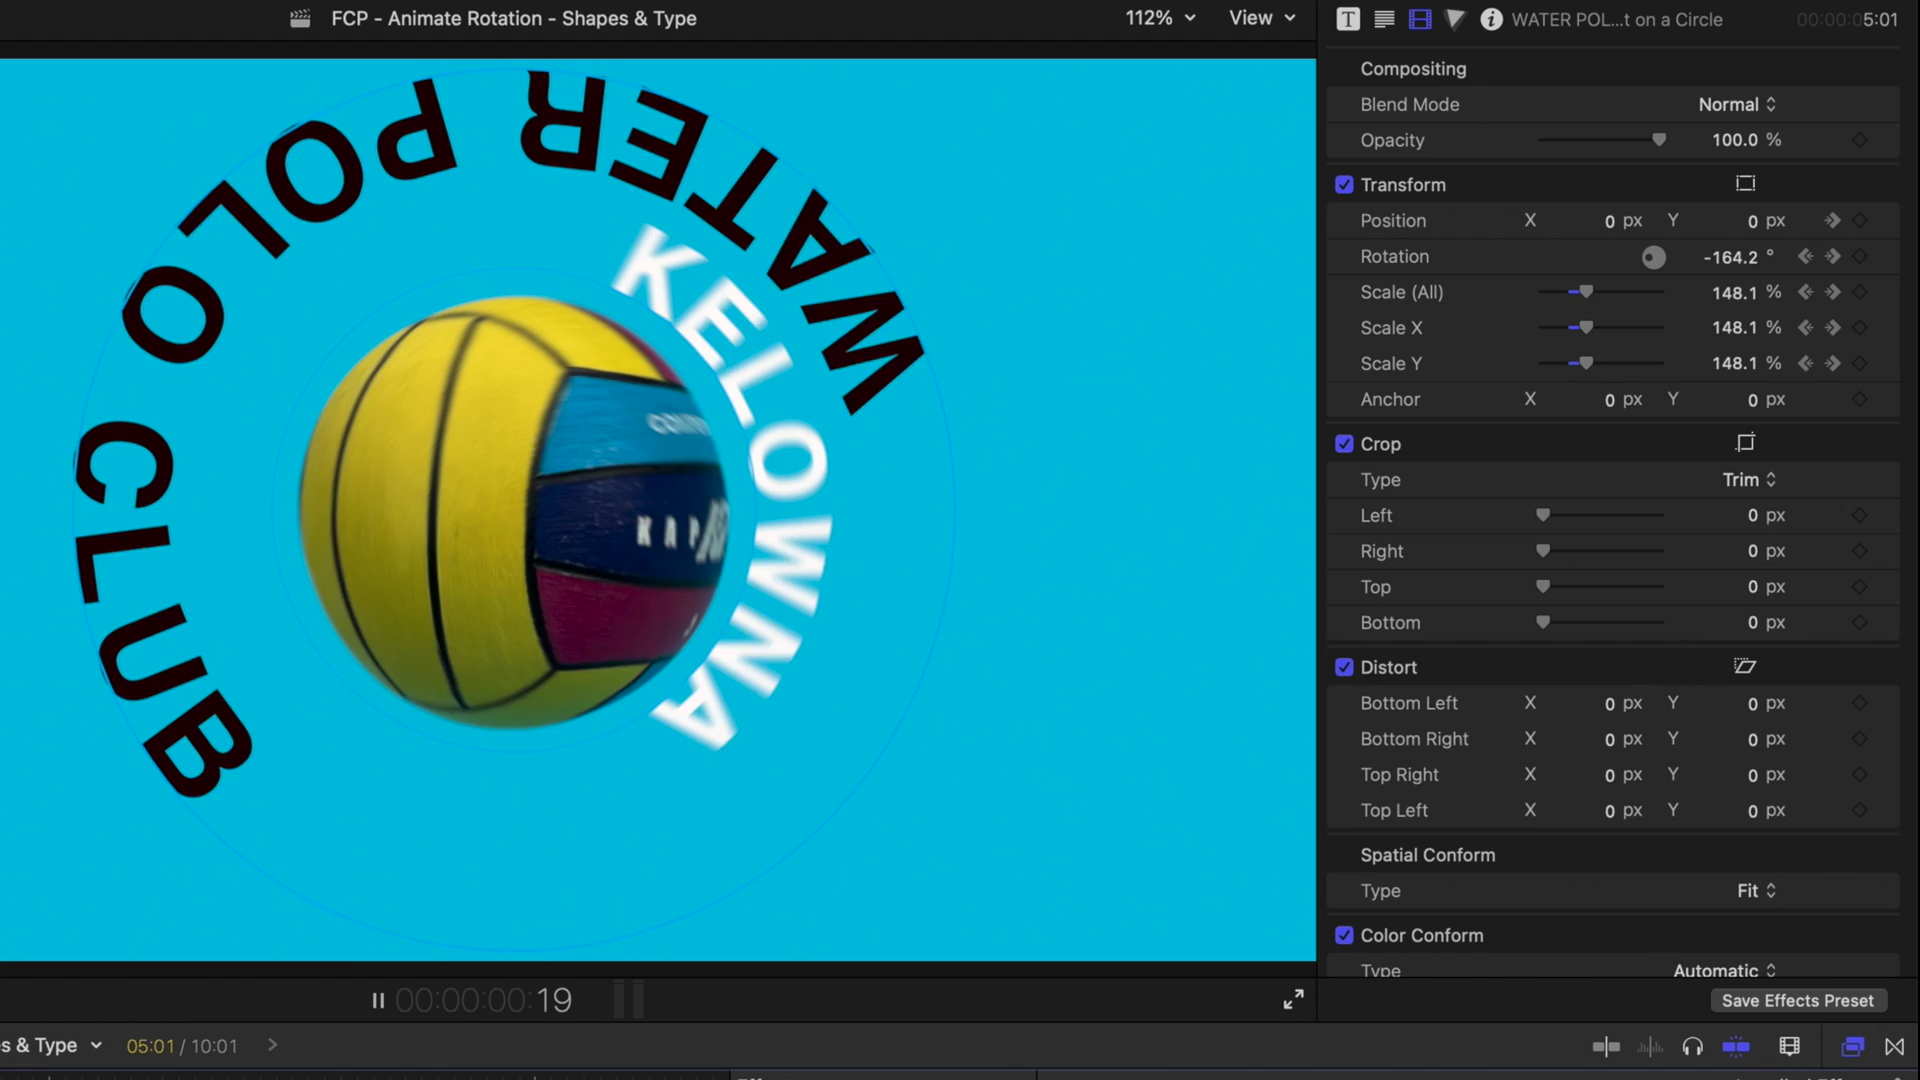 FCP - Animate Rotation - Shapes & Type
112%
View
WATER POL...t on a Circle
00:00:05:01
WATER POLO CLUB
KELOWNA
KAP
Compositing
Blend Mode Normal
Opacity 100.0 %
Transform
Position X 0 px Y 0 px
Rotation -164.2 °
Scale (All) 148.1 %
Scale X 148.1 %
Scale Y 148.1 %
Anchor X 0 px Y 0 px
Crop
Type Trim
Left 0 px
Right 0 px
Top 0 px
Bottom 0 px
Distort
Bottom Left X 0 px Y 0 px
Bottom Right X 0 px Y 0 px
Top Right X 0 px Y 0 px
Top Left X 0 px Y 0 px
Spatial Conform
Type Fit
Color Conform
Type Automatic
00:00:00:19
Save Effects Preset
s & Type
05:01 / 10:01